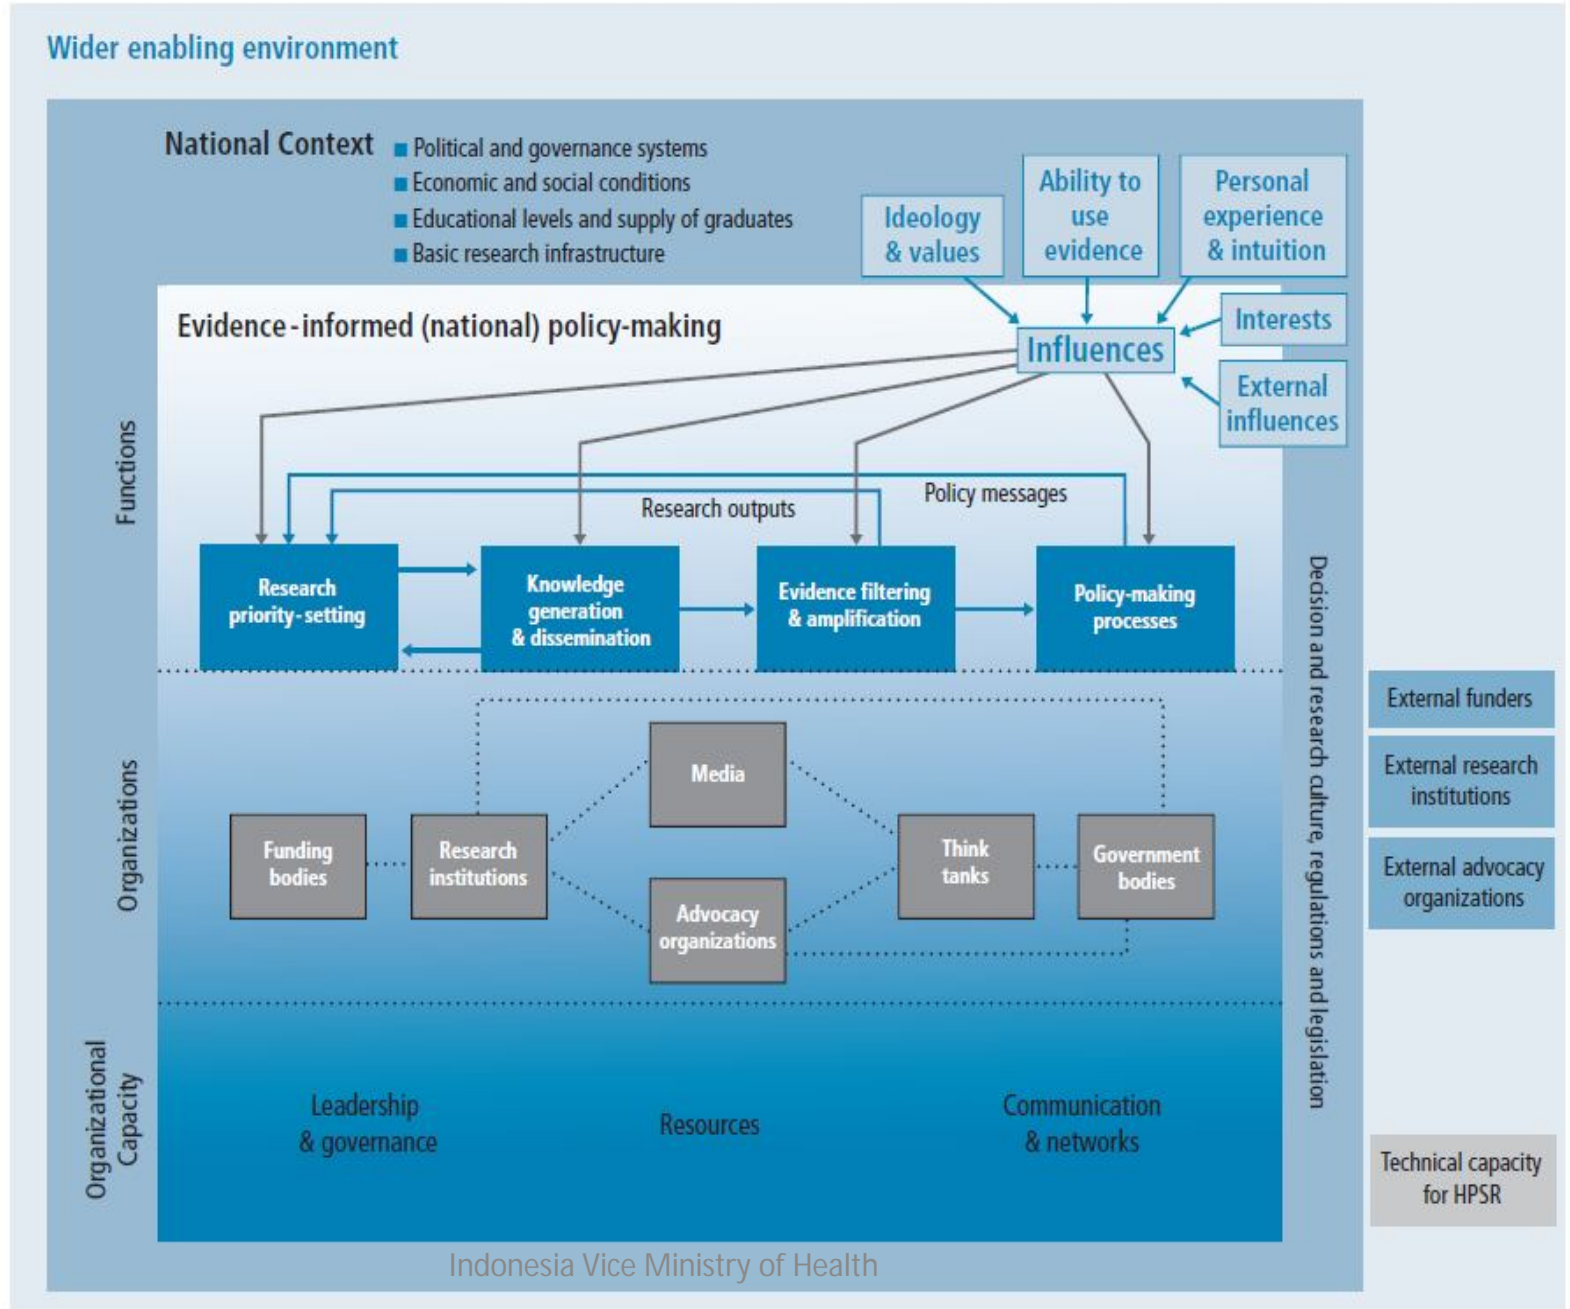 Wider enabling environment
National Context
■ Political and governance systems
■ Economic and social conditions
■ Educational levels and supply of graduates
■ Basic research infrastructure
Ideology
& values
Ability to
use
evidence
Personal
experience
& intuition
Interests
External
influences
Influences
Evidence-informed (national) policy-making
Functions
Research outputs
Policy messages
Research
priority-setting
Knowledge
generation
& dissemination
Evidence filtering
& amplification
Policy-making
processes
Organizations
Funding
bodies
Research
institutions
Media
Advocacy
organizations
Think
tanks
Government
bodies
Organizational
Capacity
Leadership
& governance
Resources
Communication
& networks
Decision and research culture, regulations and legislation
External funders
External research
institutions
External advocacy
organizations
Technical capacity
for HPSR
Indonesia Vice Ministry of Health